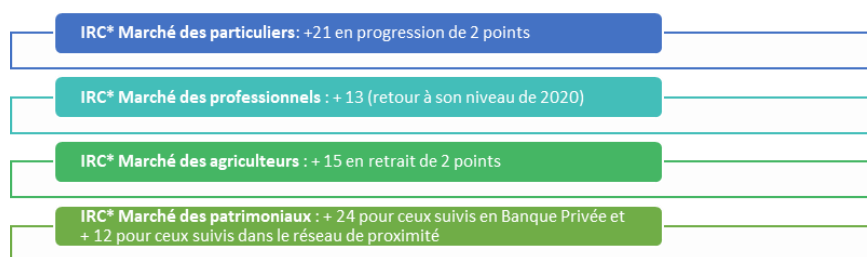 IRC* Marché des particuliers: +21 en progression de 2 points
IRC* Marché des professionnels : + 13 (retour à son niveau de 2020)
IRC* Marché des agriculteurs : + 15 en retrait de 2 points
IRC* Marché des patrimoniaux : + 24 pour ceux suivis en Banque Privée et
+ 12 pour ceux suivis dans le réseau de proximité